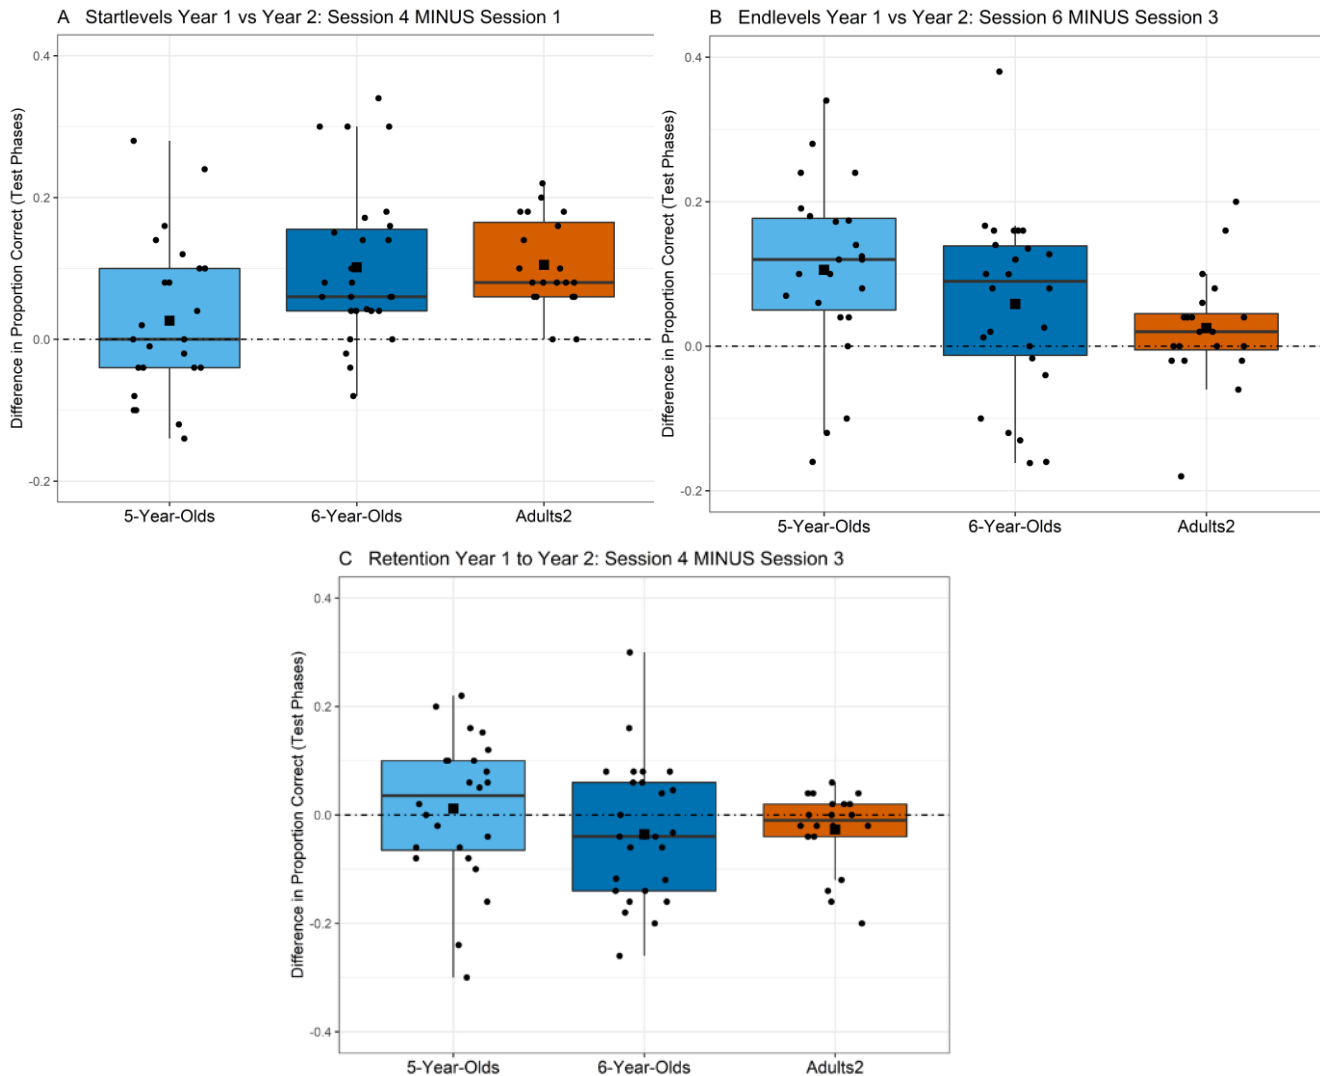 A Startlevels Year 1 vs Year 2: Session 4 MINUS Session 1
Difference in Proportion Correct (Test Phases)
0.4
0.2
0.0
-0.2
5-Year-Olds 6-Year-Olds Adults2
B Endlevels Year 1 vs Year 2: Session 6 MINUS Session 3
Difference in Proportion Correct (Test Phases)
0.4
0.2
0.0
-0.2
5-Year-Olds 6-Year-Olds Adults2
C Retention Year 1 to Year 2: Session 4 MINUS Session 3
Difference in Proportion Correct (Test Phases)
0.4
0.2
0.0
-0.2
-0.4
5-Year-Olds 6-Year-Olds Adults2